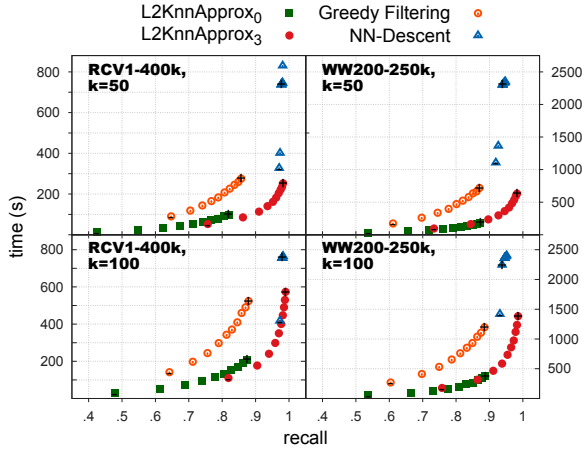 L2KnnApprox0 Greedy Filtering
L2KnnApprox3 NN-Descent
RCV1-400k,
k=50
WW200-250k,
k=50
800
600
400
200
2500
2000
1500
1000
500
time (s)
RCV1-400k,
k=100
WW200-250k,
k=100
800
600
400
200
2500
2000
1500
1000
500
.4 .5 .6 .7 .8 .9 1 .4 .5 .6 .7 .8 .9 1
recall